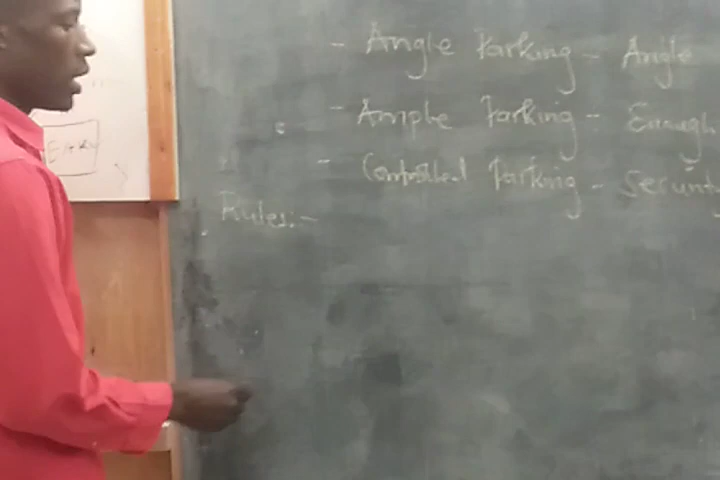 - Angle Parking - Angle
- Ample Parking - Enough
- Controlled Parking - Security
Rules:-